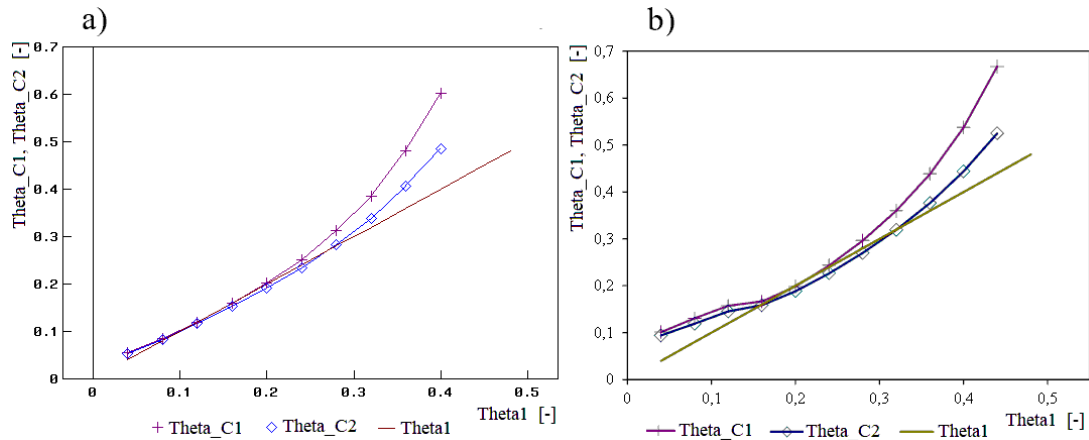 a)
Theta_C1, Theta_C2 [-]
0.7
0.6
0.5
0.4
0.3
0.2
0.1
0
0
0.1
0.2
0.3
0.4
0.5
Theta1 [-]
Theta_C1
Theta_C2
Theta1
b)
Theta_C1, Theta_C2 [-]
0,7
0,6
0,5
0,4
0,3
0,2
0,1
0
0
0,1
0,2
0,3
0,4
0,5
Theta1 [-]
Theta_C1
Theta_C2
Theta1